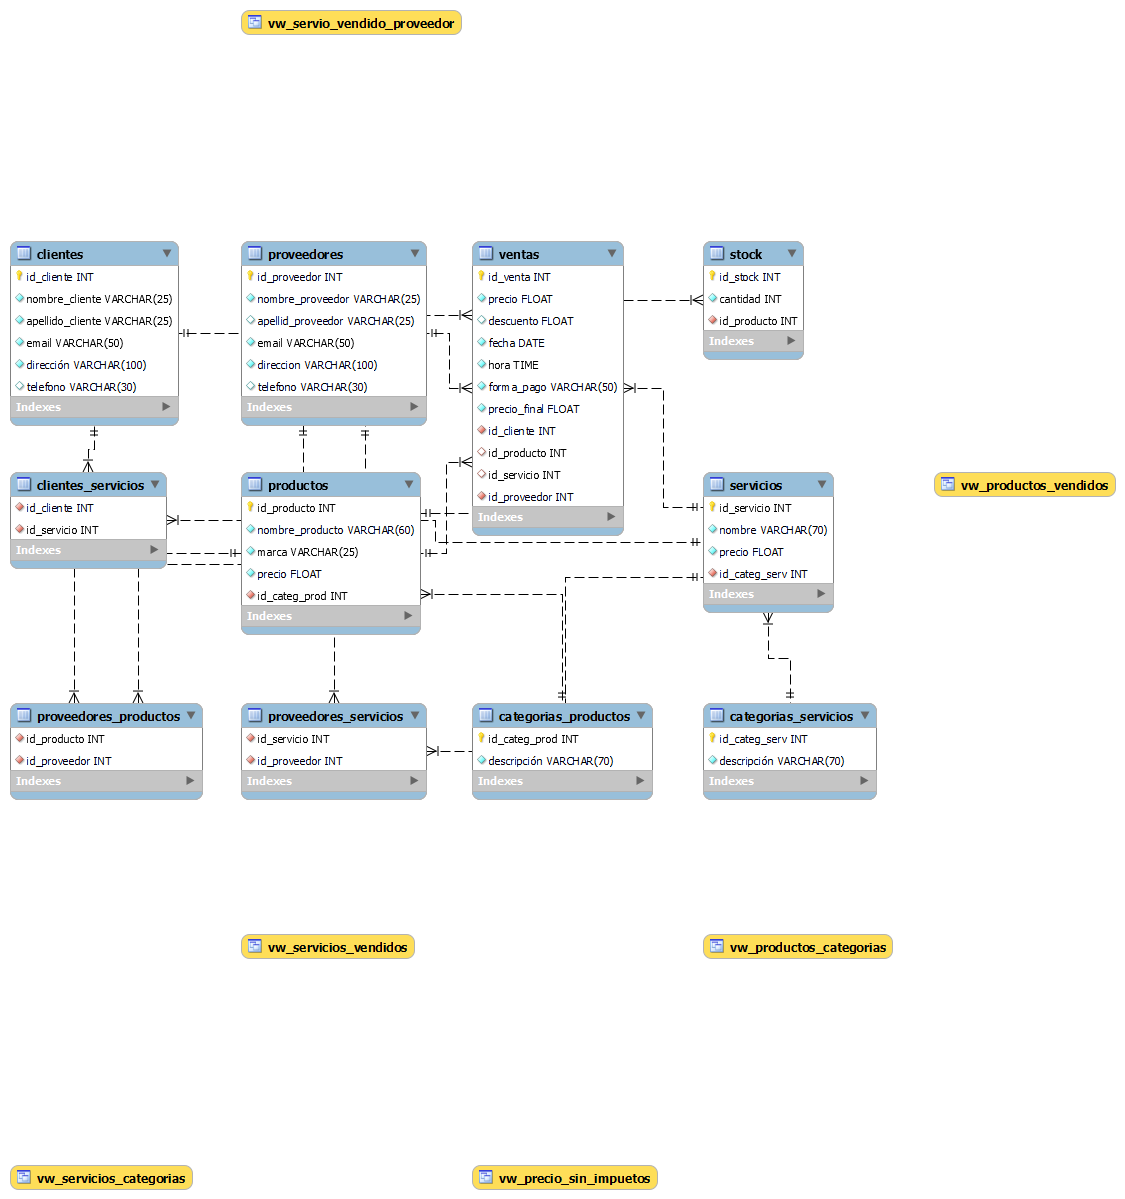 vw_servio_vendido_proveedor
clientes
id_cliente INT
nombre_cliente VARCHAR(25)
apellido_cliente VARCHAR(25)
email VARCHAR(50)
dirección VARCHAR(100)
telefono VARCHAR(30)
Indexes
proveedores
id_proveedor INT
nombre_proveedor VARCHAR(25)
apellid_proveedor VARCHAR(25)
email VARCHAR(50)
direccion VARCHAR(100)
telefono VARCHAR(30)
Indexes
ventas
id_venta INT
precio FLOAT
descuento FLOAT
fecha DATE
hora TIME
forma_pago VARCHAR(50)
precio_final FLOAT
id_cliente INT
id_producto INT
id_servicio INT
id_proveedor INT
Indexes
stock
id_stock INT
cantidad INT
id_producto INT
Indexes
clientes_servicios
id_cliente INT
id_servicio INT
Indexes
productos
id_producto INT
nombre_producto VARCHAR(60)
marca VARCHAR(25)
precio FLOAT
id_categ_prod INT
Indexes
servicios
id_servicio INT
nombre VARCHAR(70)
precio FLOAT
id_categ_serv INT
Indexes
vw_productos_vendidos
proveedores_productos
id_producto INT
id_proveedor INT
Indexes
proveedores_servicios
id_servicio INT
id_proveedor INT
Indexes
categorias_productos
id_categ_prod INT
descripción VARCHAR(70)
Indexes
categorias_servicios
id_categ_serv INT
descripción VARCHAR(70)
Indexes
vw_servicios_vendidos
vw_productos_categorias
vw_servicios_categorias
vw_precio_sin_impuetos